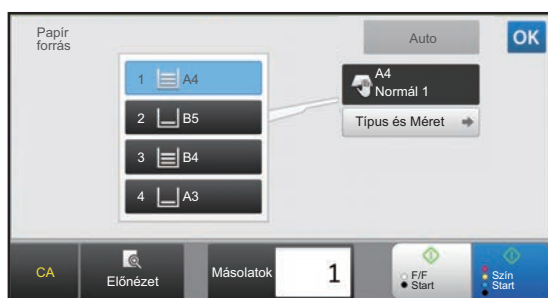 Papír
forrás
Auto
OK
1 A4
2 B5
3 B4
4 A3
A4
Normál 1
Típus és Méret
CA
Előnézet
Másolatok
1
F/F
Start
Szín
Start